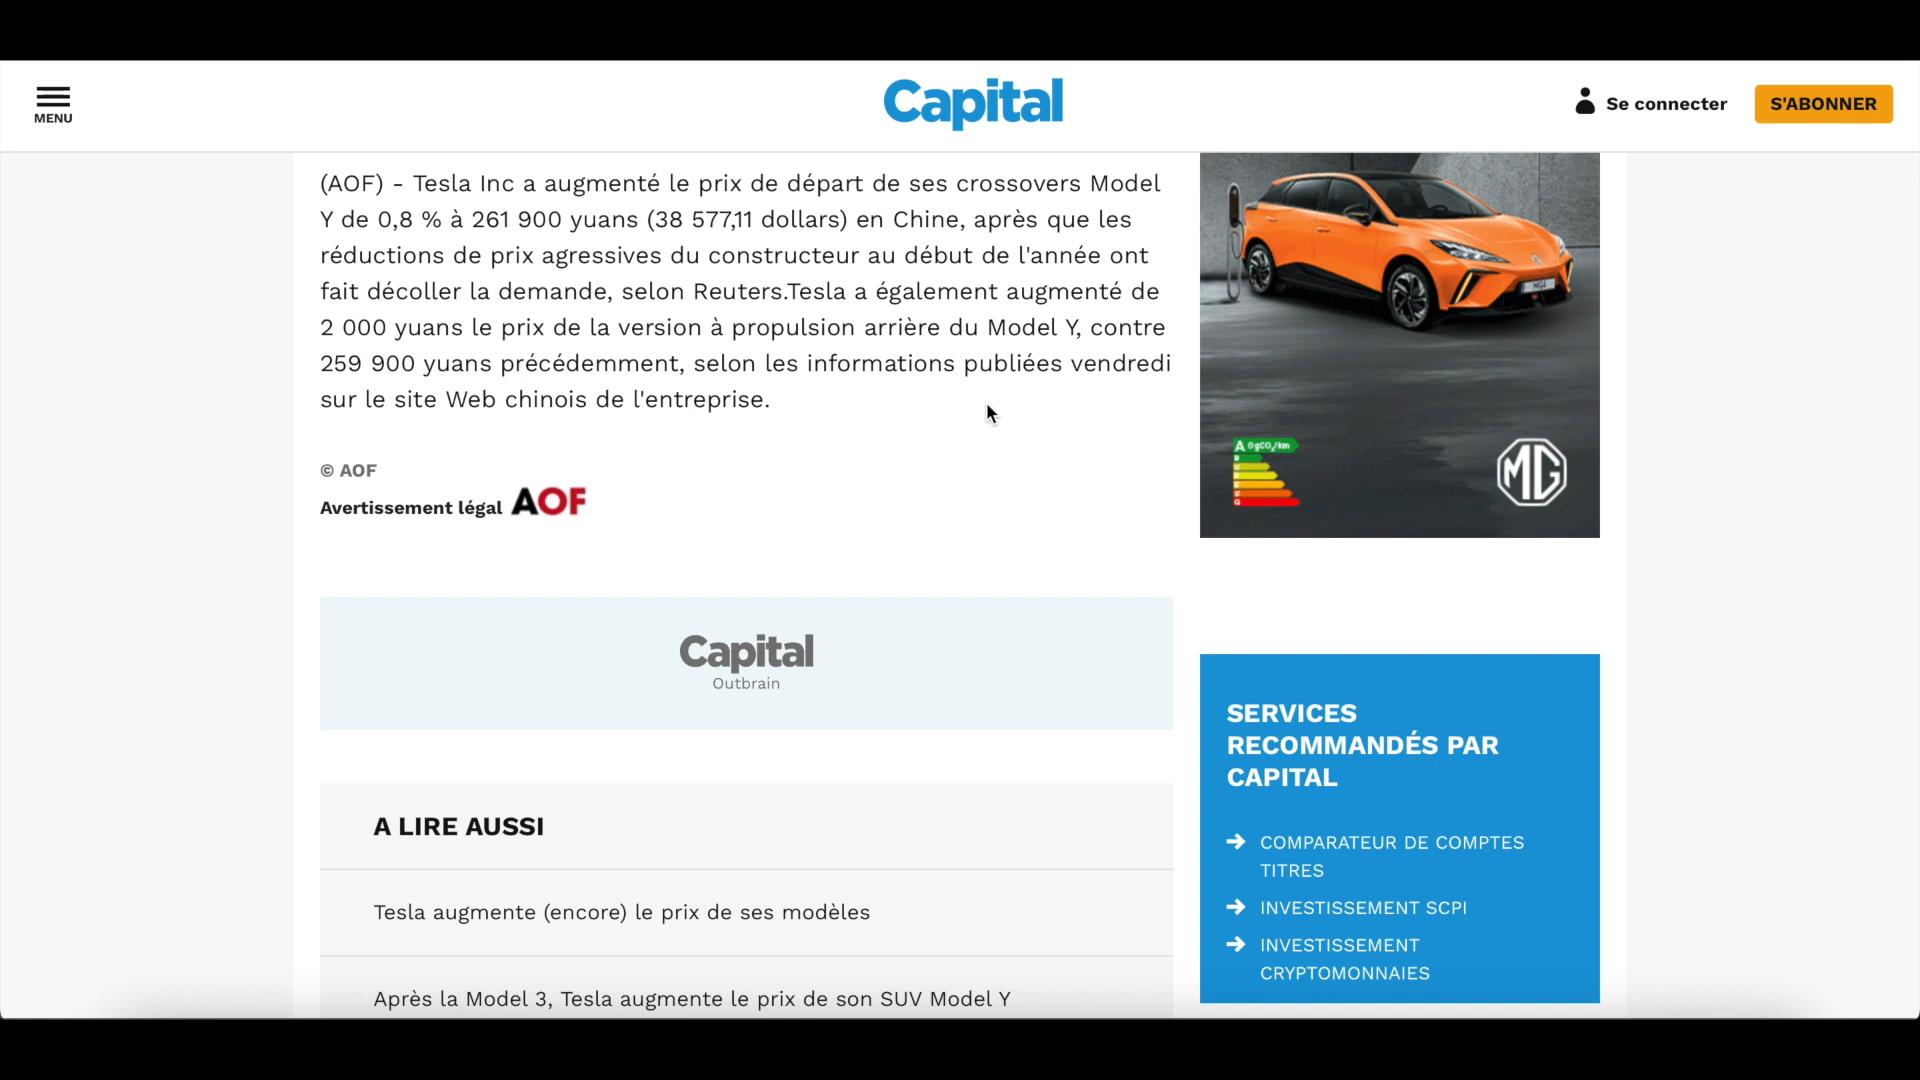 MENU
Capital
Se connecter
S'ABONNER
(AOF) - Tesla Inc a augmenté le prix de départ de ses crossovers Model
Y de 0,8 % à 261 900 yuans (38 577,11 dollars) en Chine, après que les
réductions de prix agressives du constructeur au début de l'année ont
fait décoller la demande, selon Reuters.Tesla a également augmenté de
2 000 yuans le prix de la version à propulsion arrière du Model Y, contre
259 900 yuans précédemment, selon les informations publiées vendredi
sur le site Web chinois de l'entreprise.
© AOF
Avertissement légal AOF
Capital
Outbrain
A LIRE AUSSI
Tesla augmente (encore) le prix de ses modèles
Après la Model 3, Tesla augmente le prix de son SUV Model Y
MG4
A 0 gCO₂/km
B
C
D
E
F
G
MG
SERVICES
RECOMMANDÉS PAR
CAPITAL
COMPARATEUR DE COMPTES
TITRES
INVESTISSEMENT SCPI
INVESTISSEMENT
CRYPTOMONNAIES